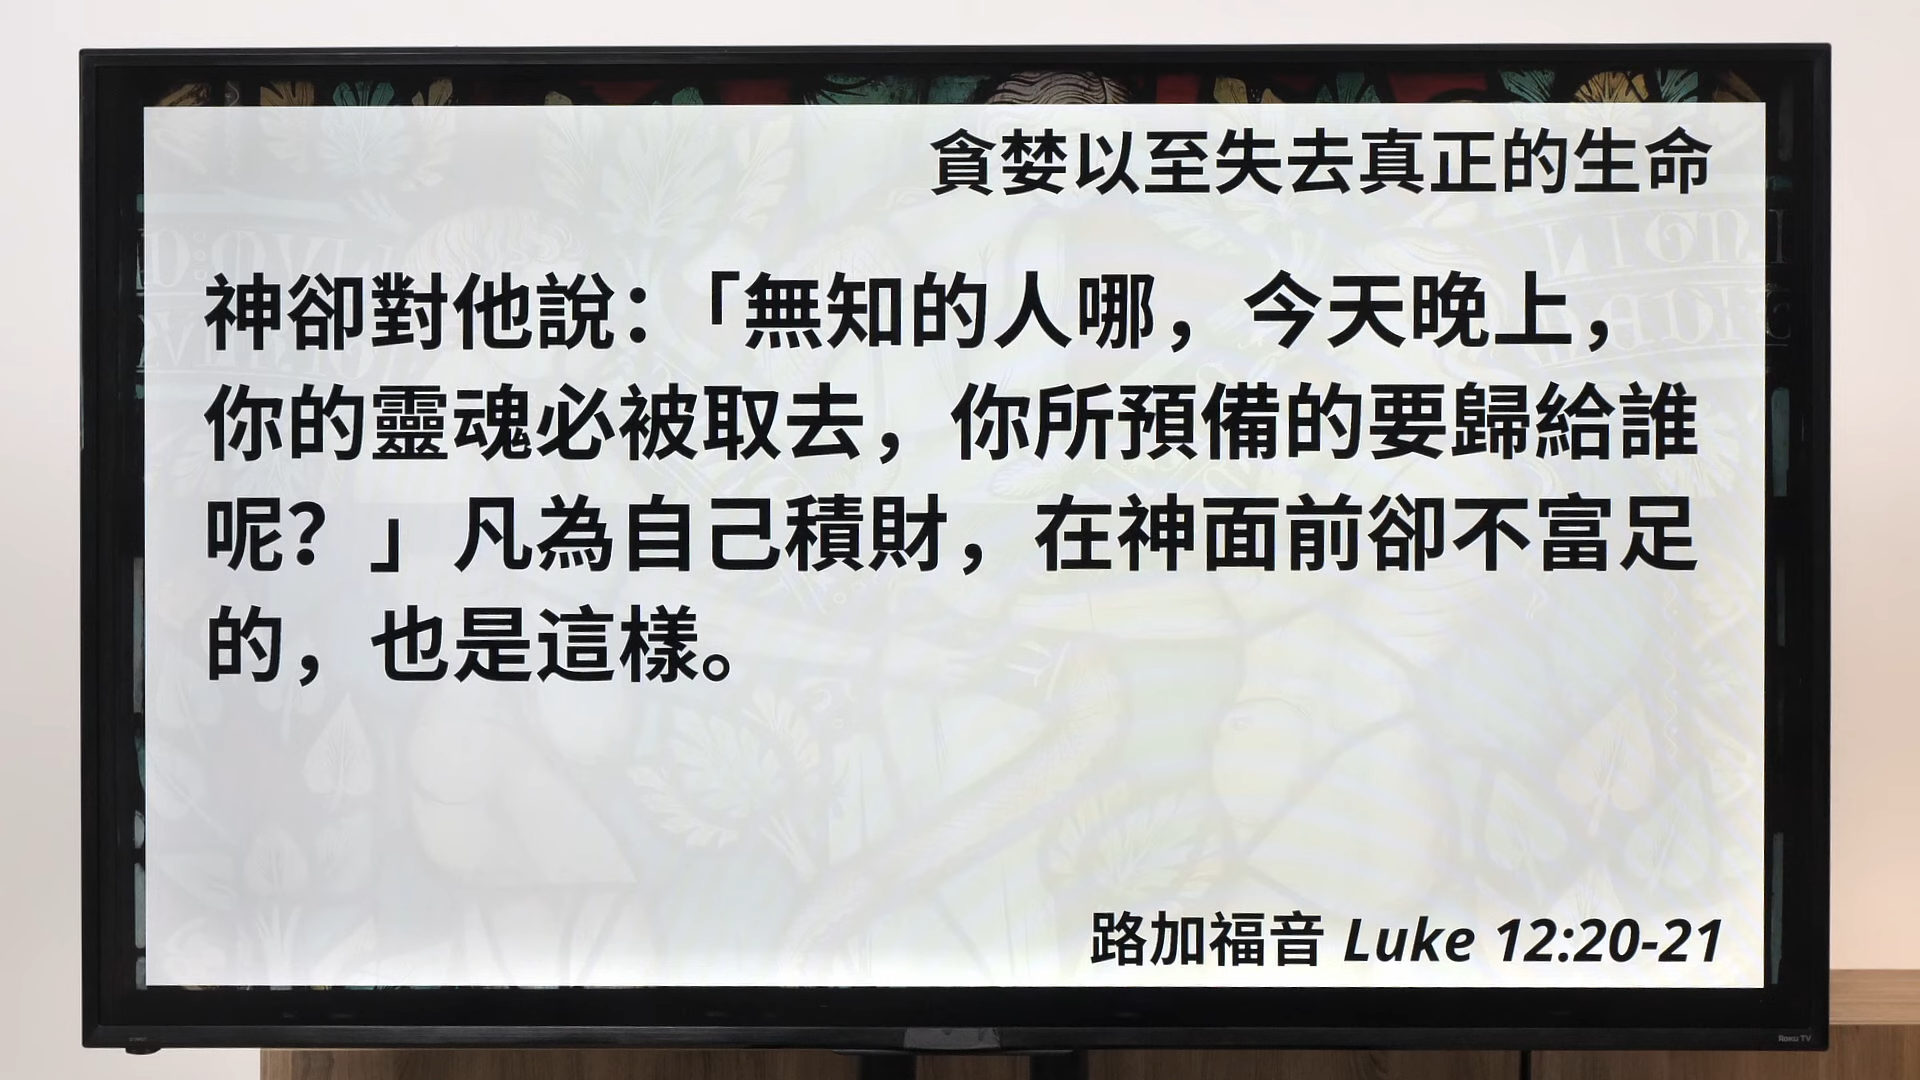 貪婪以至失去真正的生命
神卻對他說：「無知的人哪，今天晚上，
你的靈魂必被取去，你所預備的要歸給誰
呢？」凡為自己積財，在神面前卻不富足
的，也是這樣。
路加福音 Luke 12:20-21
Roku TV